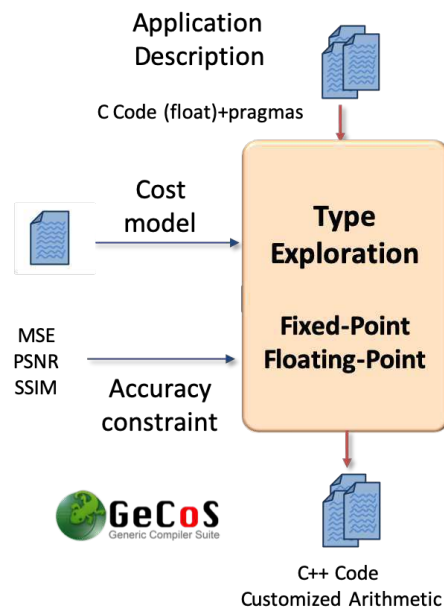 Application
Description
C Code (float)+pragmas
Cost
model
Type
Exploration
Fixed-Point
Floating-Point
MSE
PSNR
SSIM
Accuracy
constraint
GeCoS
Generic Compiler Suite
C++ Code
Customized Arithmetic